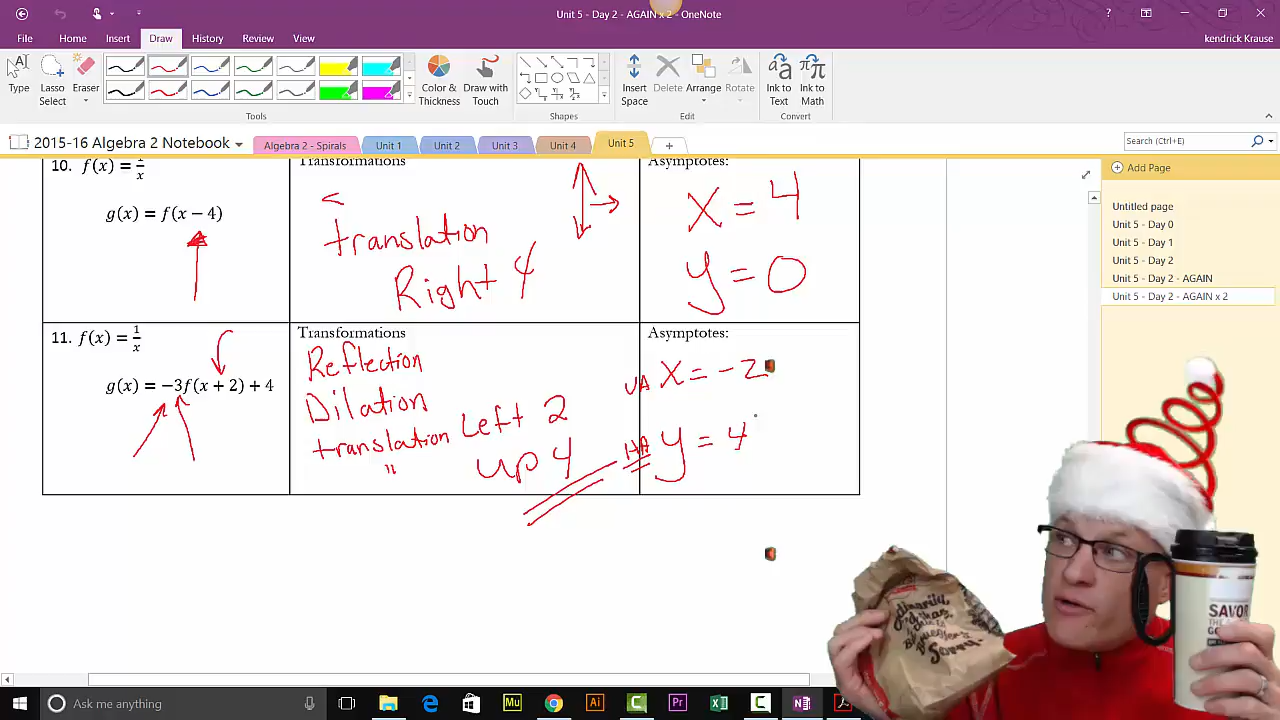 Unit 5 - Day 2 - AGAIN x 2 - OneNote
kendrick Krause
File Home Insert Draw History Review View
Type Lasso Select Eraser Color & Thickness Draw with Touch Insert Space Delete Arrange Rotate Ink to Text Ink to Math
Tools Shapes Edit Convert
2015-16 Algebra 2 Notebook Algebra 2 - Spirals Unit 1 Unit 2 Unit 3 Unit 4 Unit 5
Search (Ctrl+E)
Add Page
Untitled page
Unit 5 - Day 0
Unit 5 - Day 1
Unit 5 - Day 2
Unit 5 - Day 2 - AGAIN
Unit 5 - Day 2 - AGAIN x 2
10. f(x) = 1/x
g(x) = f(x − 4)
Transformations
translation
Right 4
Asymptotes:
x = 4
y = 0
11. f(x) = 1/x
g(x) = −3f(x + 2) + 4
Transformations
Reflection
Dilation
translation Left 2
" up 4
Asymptotes:
VA x = -2
HA y = 4
SAVOR
Ask me anything
Mu Ai Pr